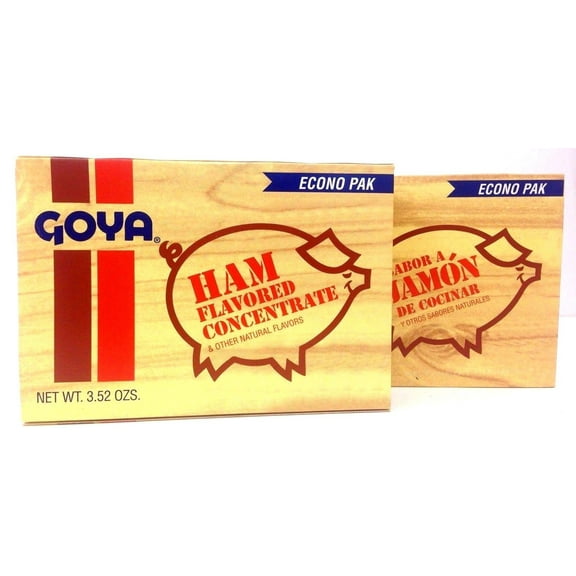 ECONO PAK
GOYA®
HAM
FLAVORED
CONCENTRATE
& OTHER NATURAL FLAVORS
NET WT. 3.52 OZS.
ECONO PAK
SABOR A
JAMÓN
DE COCINAR
Y OTROS SABORES NATURALES